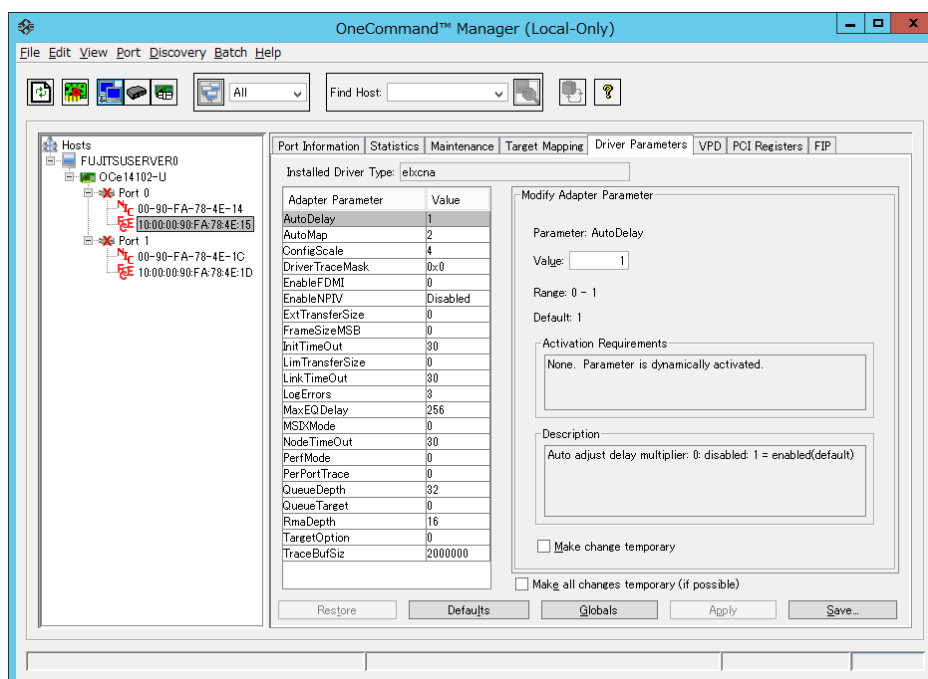 OneCommand™ Manager (Local-Only)
File Edit View Port Discovery Batch Help
All
Find Host:
Hosts
FUJITSUSERVER0
OCe14102-U
Port 0
00-90-FA-78-4E-14
10:00:00:90:FA:78:4E:15
Port 1
00-90-FA-78-4E-1C
10:00:00:90:FA:78:4E:1D
Port Information Statistics Maintenance Target Mapping Driver Parameters VPD PCI Registers FIP
Installed Driver Type: elxcna
Adapter Parameter Value
AutoDelay 1
AutoMap 2
ConfigScale 4
DriverTraceMask 0x0
EnableFDMI 0
EnableNPIV Disabled
ExtTransferSize 0
FrameSizeMSB 0
InitTimeOut 30
LimTransferSize 0
LinkTimeOut 30
LogErrors 3
MaxEQDelay 256
MSIXMode 0
NodeTimeOut 30
PerfMode 0
PerPortTrace 0
QueueDepth 32
QueueTarget 0
RmaDepth 16
TargetOption 0
TraceBufSiz 2000000
Modify Adapter Parameter
Parameter: AutoDelay
Value: 1
Range: 0 - 1
Default: 1
Activation Requirements
None. Parameter is dynamically activated.
Description
Auto adjust delay multiplier: 0: disabled: 1 = enabled(default)
Make change temporary
Make all changes temporary (if possible)
Restore Defaults Globals Apply Save...